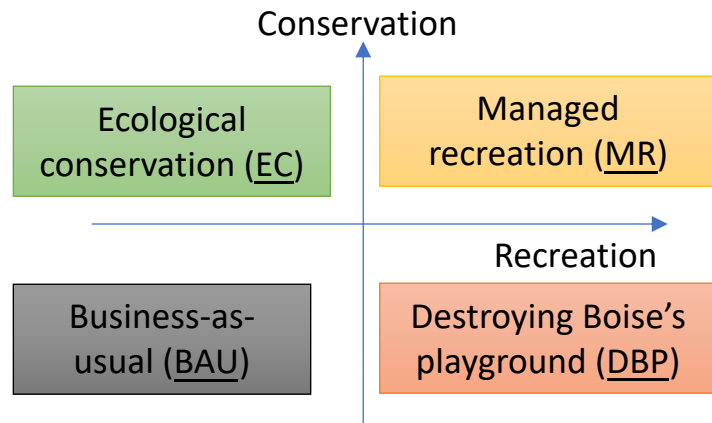 Conservation
Ecological
conservation (EC)
Managed
recreation (MR)
Recreation
Business-as-
usual (BAU)
Destroying Boise’s
playground (DBP)